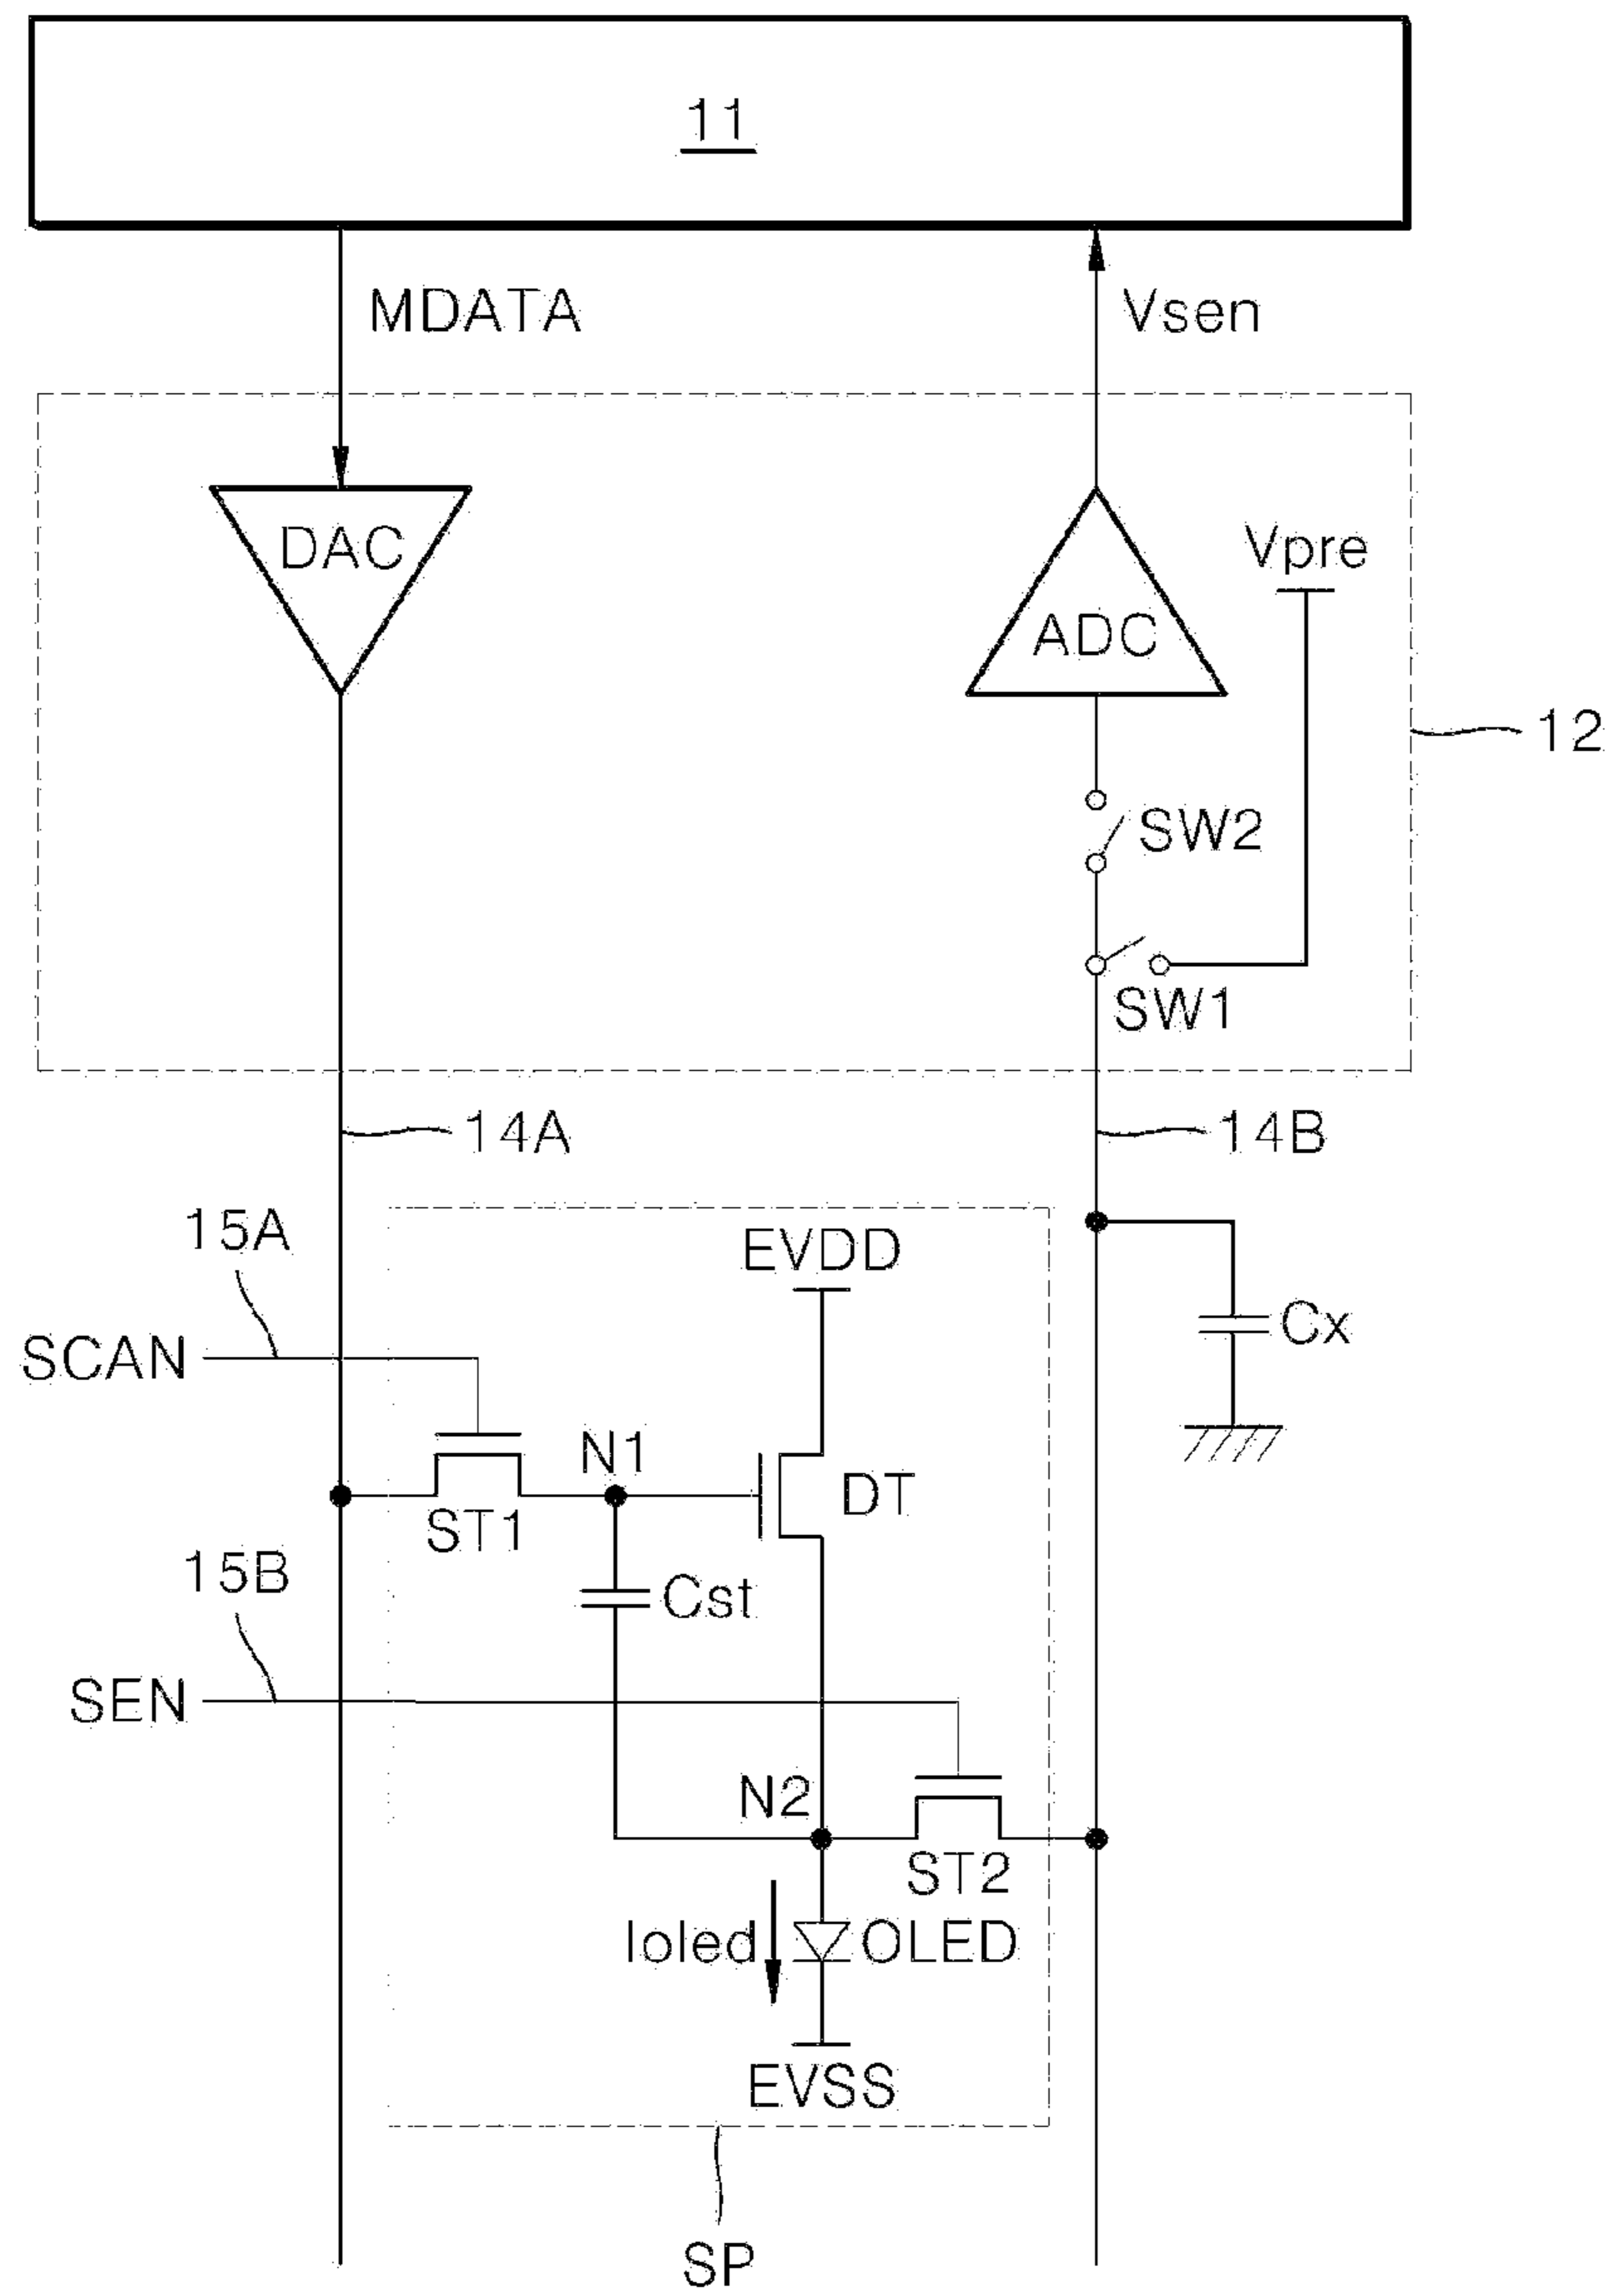 11
MDATA
Vsen
DAC
Vpre
ADC
12
SW2
SW1
14A
14B
15A
EVDD
Cx
SCAN
N1
DT
ST1
15B
Cst
SEN
N2
ST2
Ioled
OLED
EVSS
SP